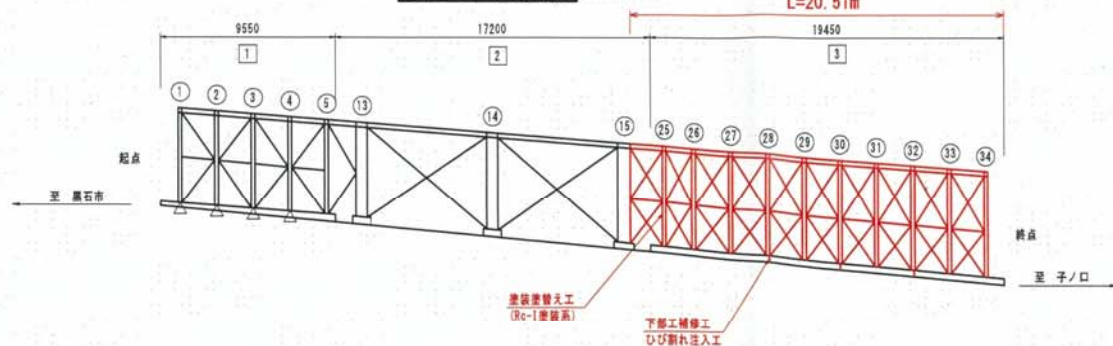 L=20.51m
9550
17200
19450
1
2
3
① ② ③ ④ ⑤ ⑬ ⑭ ⑮ ㉕ ㉖ ㉗ ㉘ ㉙ ㉚ ㉛ ㉜ ㉝ ㉞
起点
至 黒石市
終点
至 子ノ口
塗装塗替え工
(Rc-Ⅰ塗装系)
下部工補修工
ひび割れ注入工